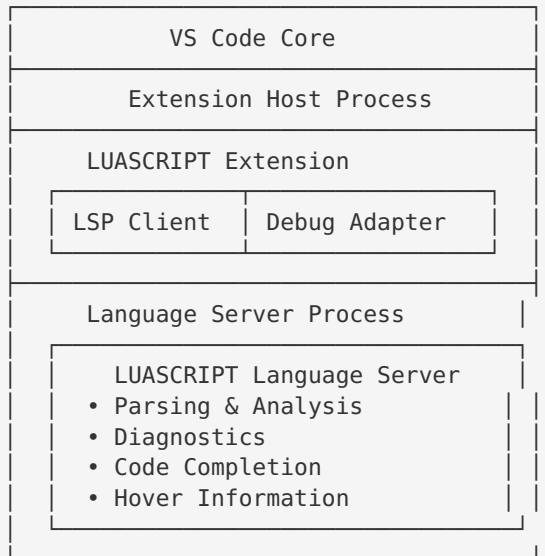 VS Code Core
Extension Host Process
LUASCRIPT Extension
LSP Client Debug Adapter
Language Server Process
LUASCRIPT Language Server
• Parsing & Analysis
• Diagnostics
• Code Completion
• Hover Information